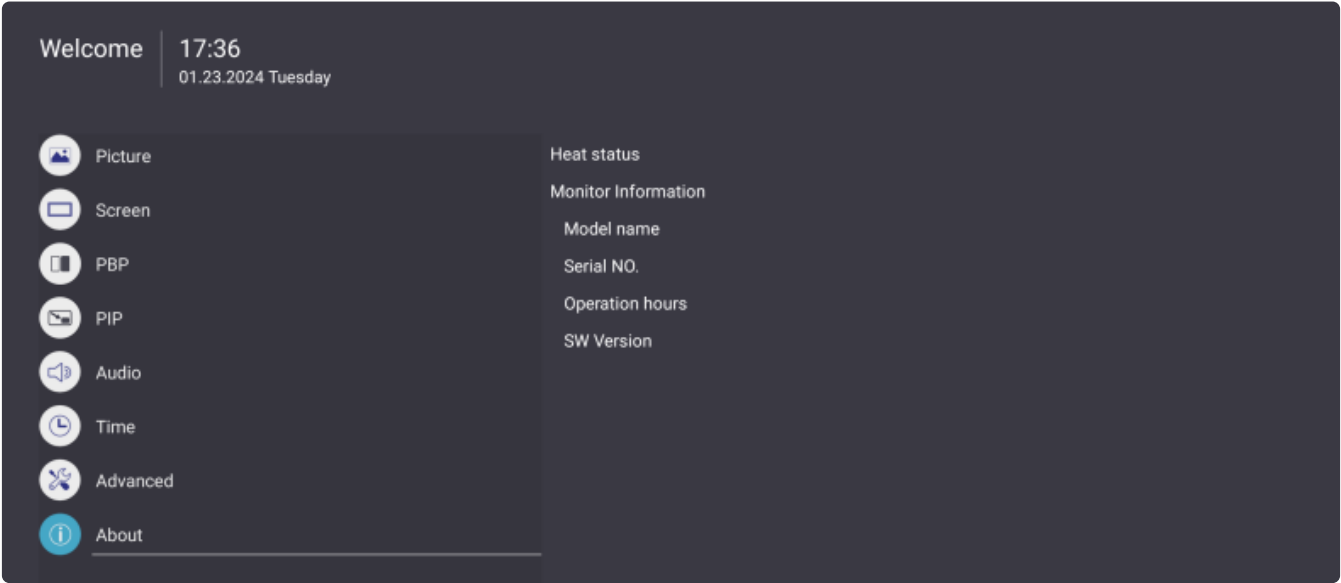 Welcome
17:36
01.23.2024 Tuesday
Picture
Screen
PBP
PIP
Audio
Time
Advanced
About
Heat status
Monitor Information
Model name
Serial NO.
Operation hours
SW Version